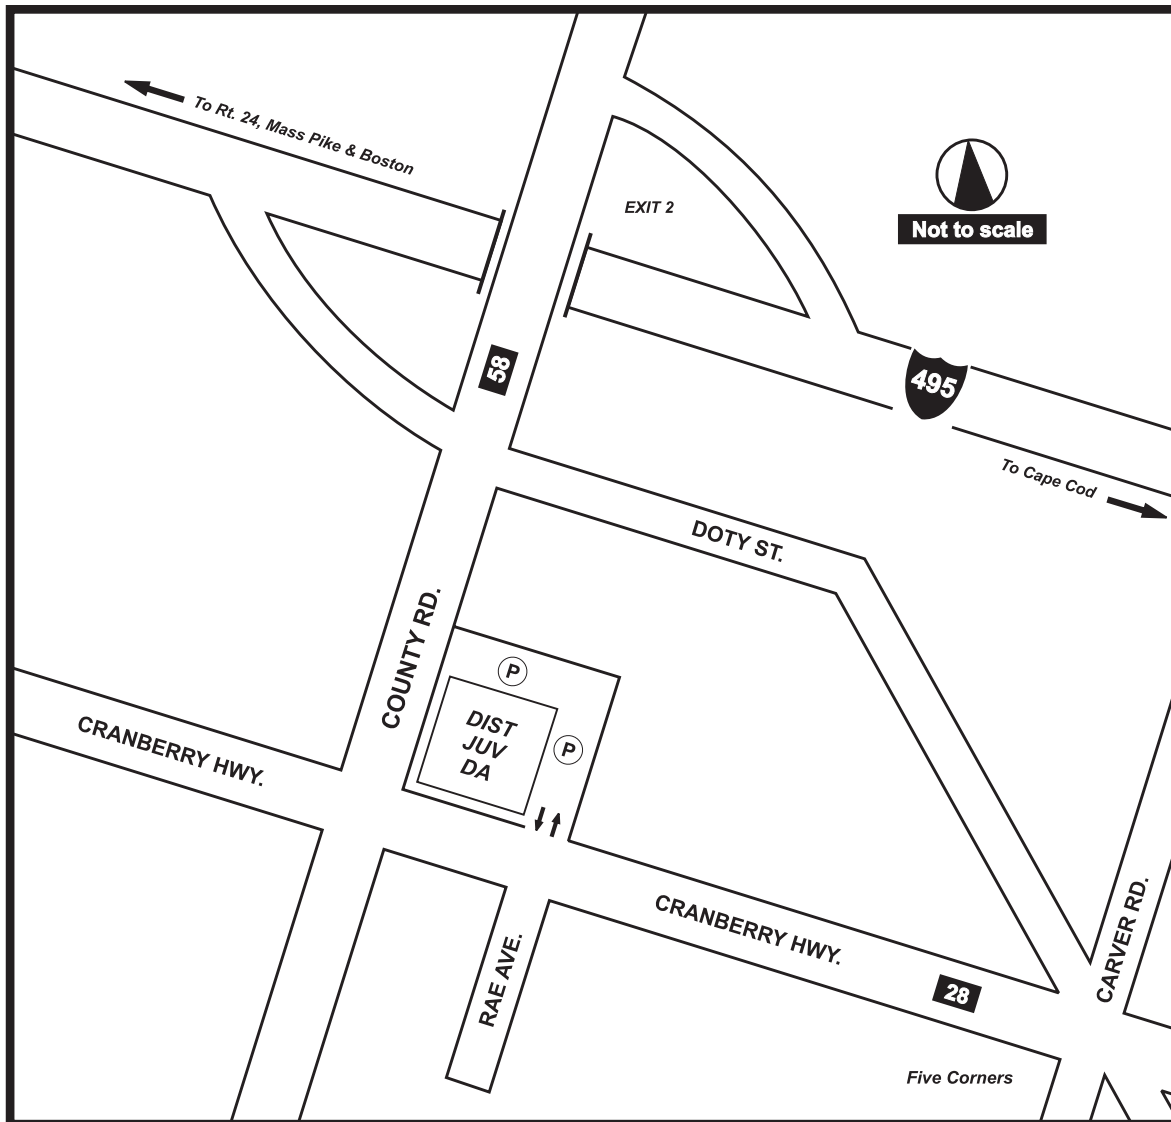 To Rt. 24, Mass Pike & Boston
EXIT 2
Not to scale
58
495
To Cape Cod
DOTY ST.
COUNTY RD.
P
DIST
JUV
DA
P
CRANBERRY HWY.
CRANBERRY HWY.
RAE AVE.
28
CARVER RD.
Five Corners